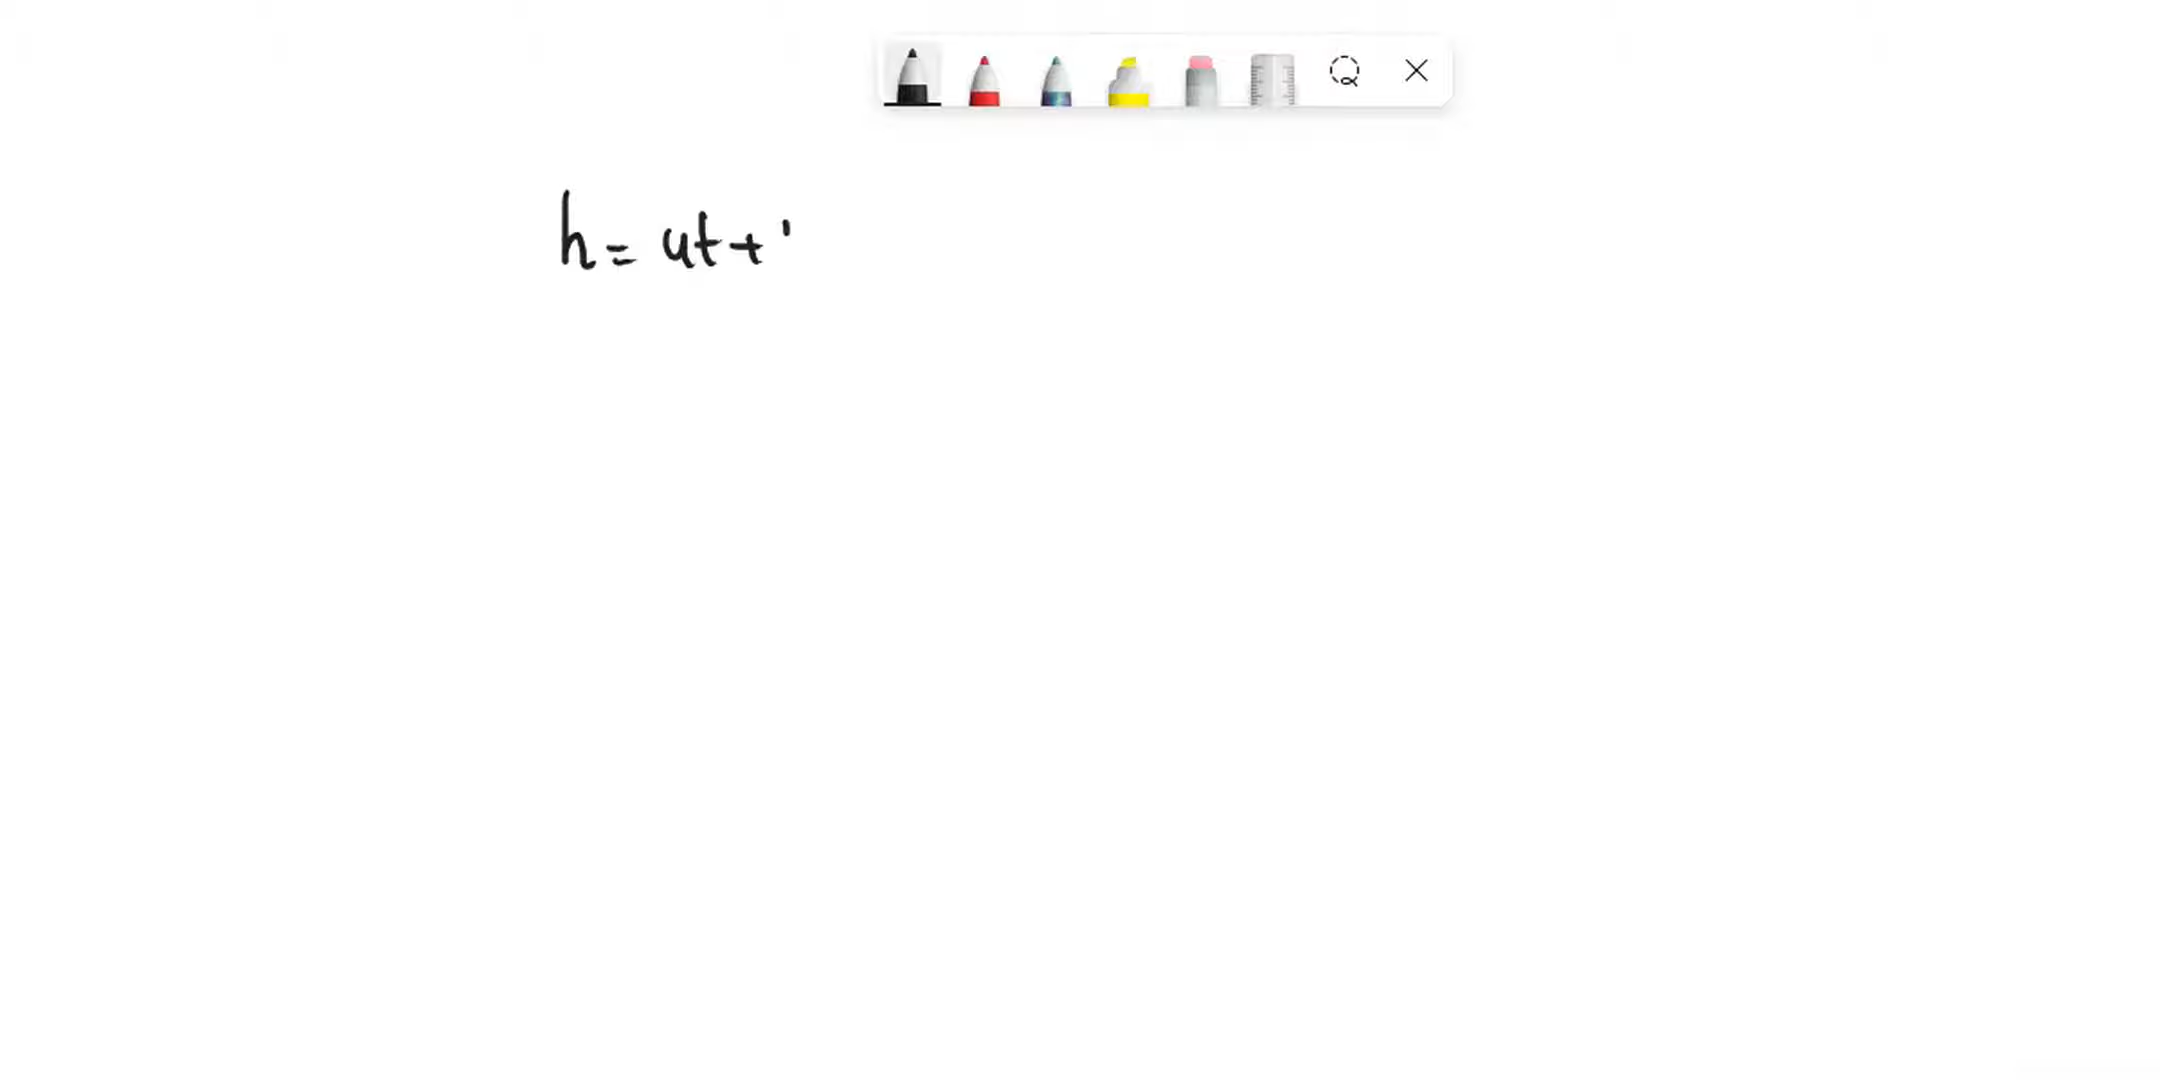 h = ut + '